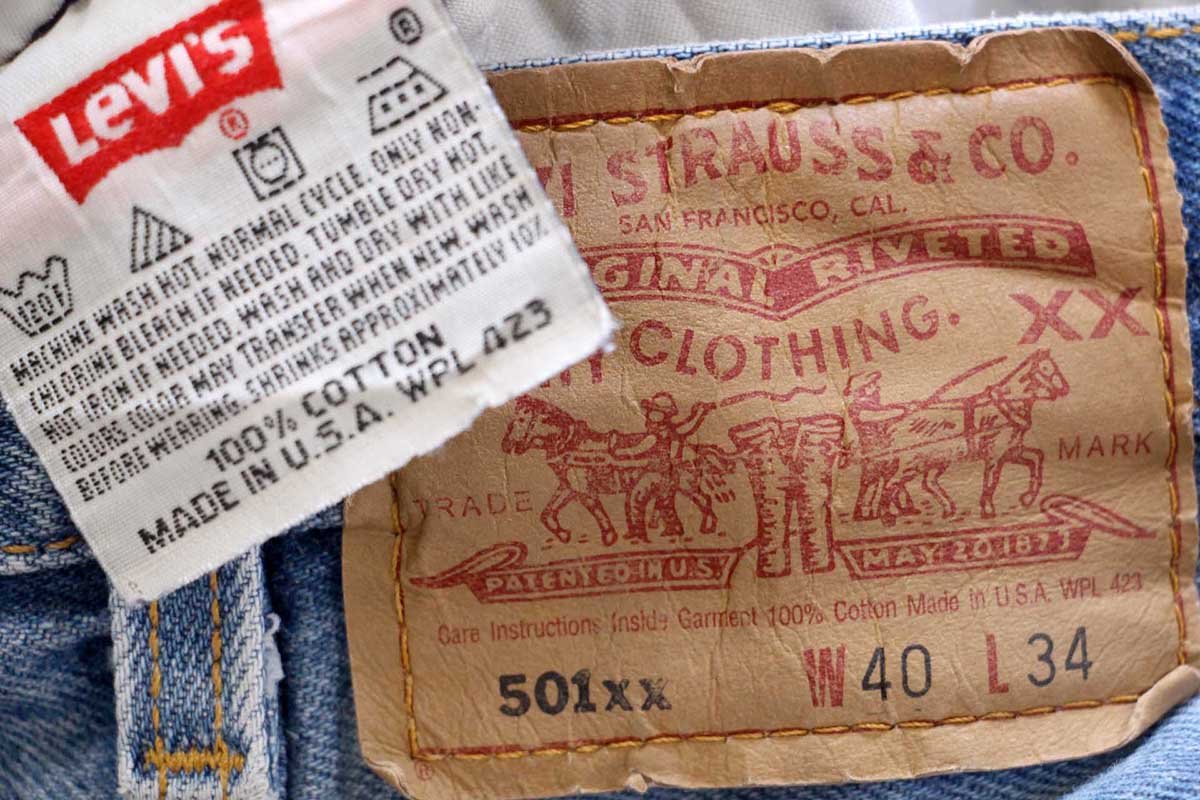 Levi's
®
®
120F
MACHINE WASH HOT. NORMAL CYCLE. ONLY NON-
CHLORINE BLEACH IF NEEDED. TUMBLE DRY HOT.
HOT IRON IF NEEDED. WASH AND DRY WITH LIKE
COLORS. COLOR MAY TRANSFER WHEN NEW. WASH
BEFORE WEARING. SHRINKS APPROXIMATELY 10%
100% COTTON
MADE IN U.S.A. WPL 423
STRAUSS & CO.
SAN FRANCISCO, CAL.
RIVETED
CLOTHING.
XX
TRADE MARK
PATENTED IN U.S. MAY 20 1873
Care Instructions Inside Garment 100% Cotton Made in U.S.A. WPL 423
501xx W 40 L 34
®